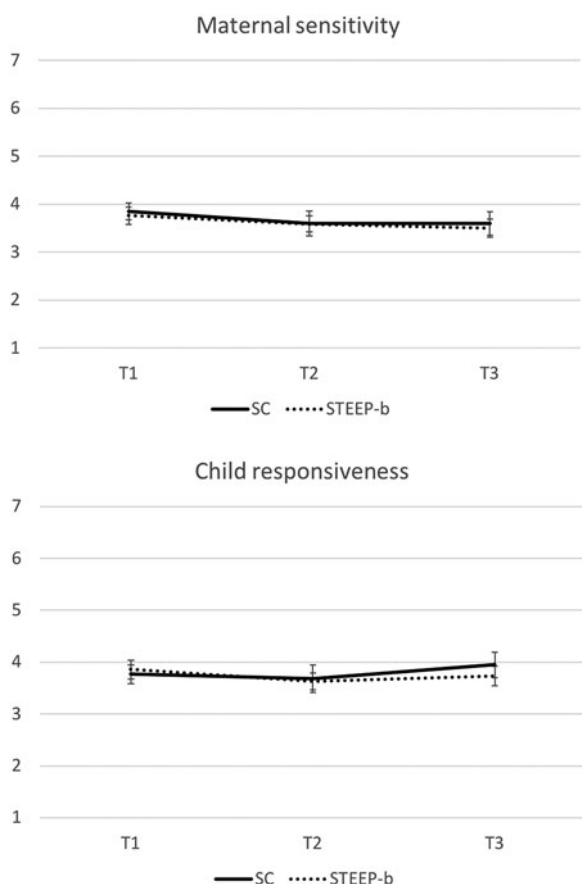 Maternal sensitivity
7
6
5
4
3
2
1
T1 T2 T3
SC STEEP-b
Child responsiveness
7
6
5
4
3
2
1
T1 T2 T3
SC STEEP-b